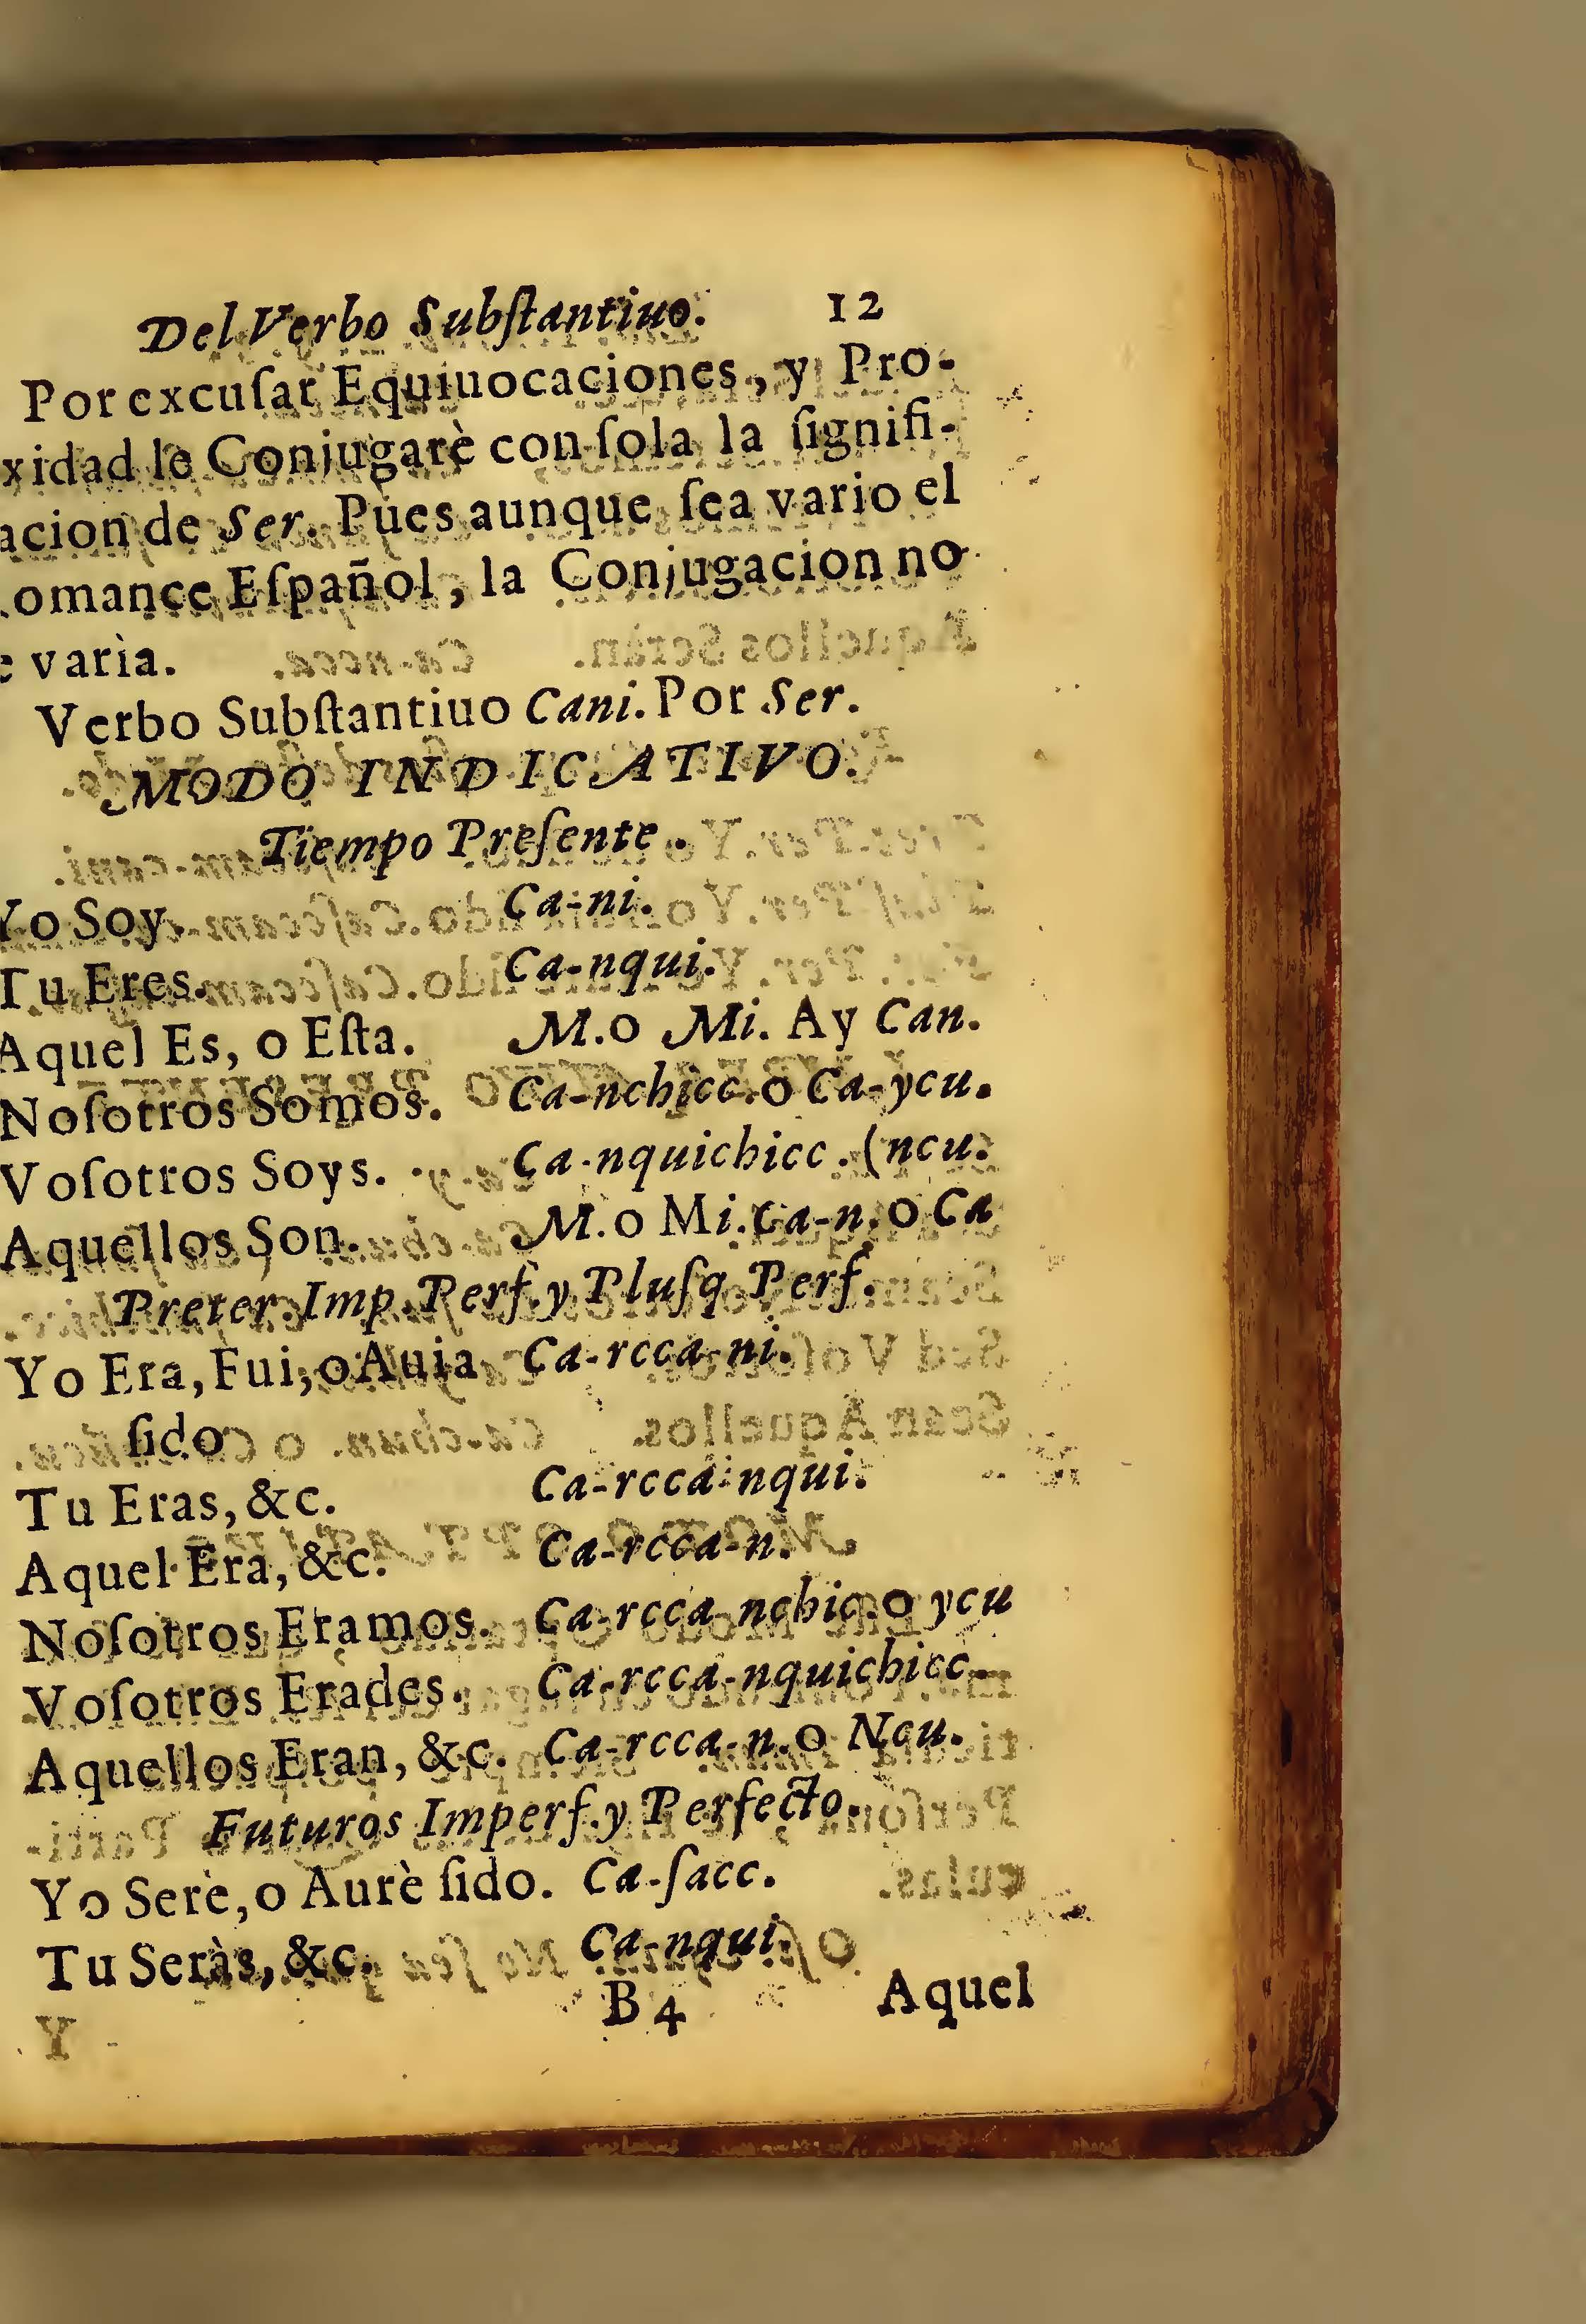 Del Verbo Subſtantiuo. 12
Por excuſar Equiuocaciones, y Pro-
xidad le Conjugarè con ſola la ſignifi-
acion de Ser. Pues aunque ſea vario el
omance Eſpañol, la Conjugacion no
e varìa.
Verbo Subſtantiuo Cani. Por Ser.
MODO INDICATIVO.
Tiempo Preſente.
Yo Soy. Ca-ni.
Tu Eres. Ca-nqui.
Aquel Es, o Eſta. M. o Mi. Ay Can.
Noſotros Somos. Ca-nchicc. o Ca-ycu.
Voſotros Soys. Ca-nquichicc. (ncu.
Aquellos Son. M. o Mi. Ca-n. o Ca
Preter. Imp. Perf. y Pluſq. Perf.
Yo Era, Fui, o Auia Ca-rcca-ni.
ſido
Tu Eras, &c. Ca-rcca-nqui.
Aquel Era, &c. Ca-rcca-n.
Noſotros Eramos. Ca-rcca-nchic. o ycu
Voſotros Erades. Ca-rcca-nquichicc.
Aquellos Eran, &c. Ca-rcca-n. o Ncu.
Futuros Imperf. y Perfecto.
Yo Serè, o Aurè ſido. Ca-ſacc.
Tu Seràs, &c. Ca-nqui.
B 4 Aquel